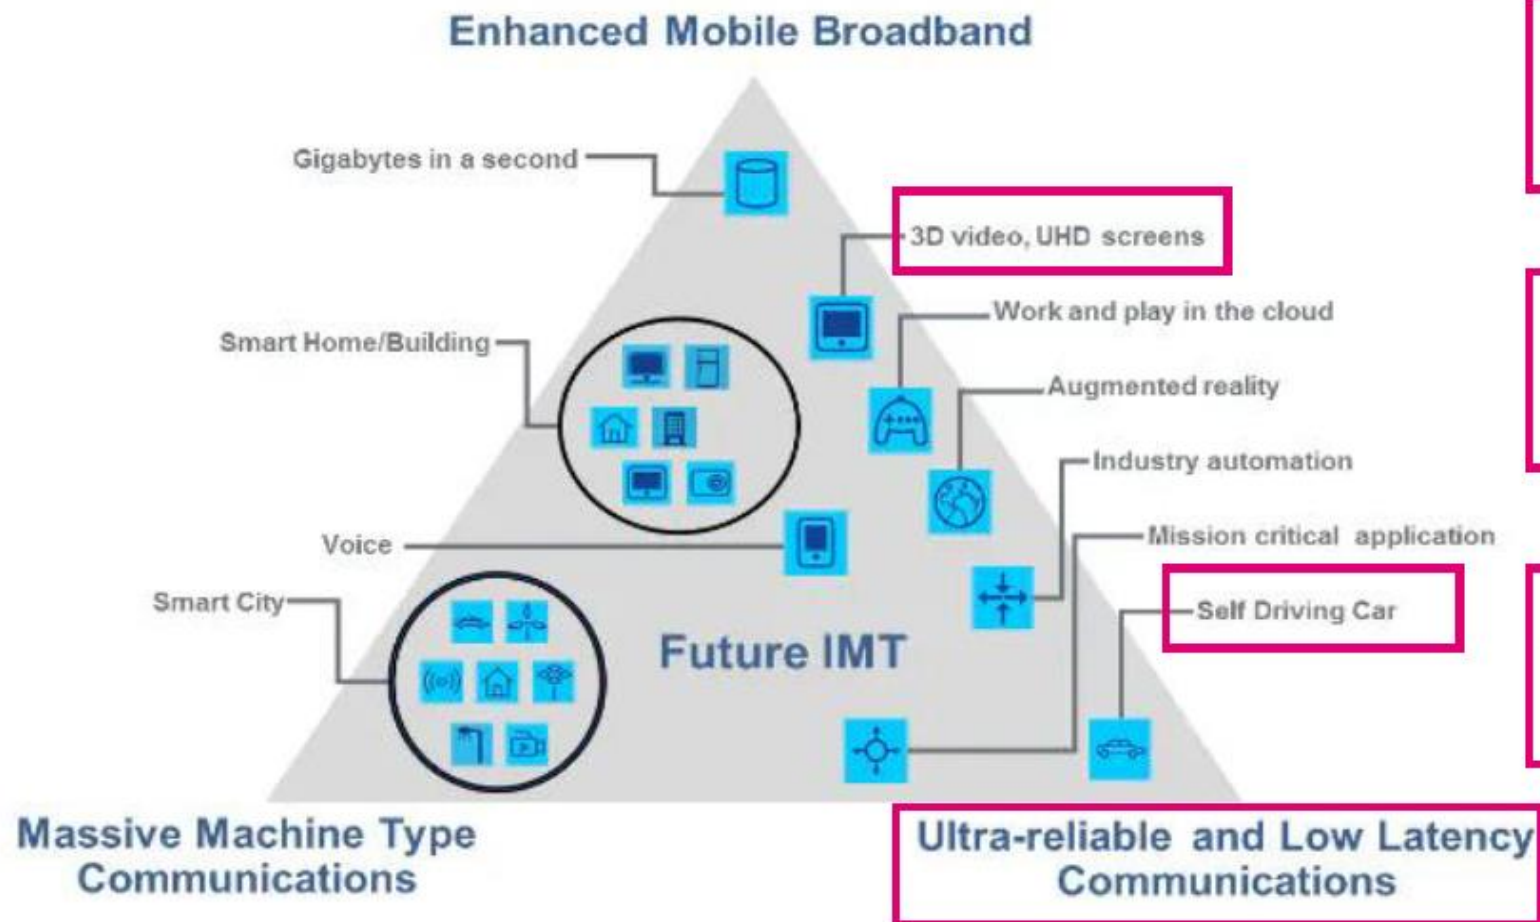 Enhanced Mobile Broadband
Gigabytes in a second
3D video, UHD screens
Work and play in the cloud
Smart Home/Building
Augmented reality
Industry automation
Voice
Mission critical application
Smart City
Self Driving Car
Future IMT
Massive Machine Type
Communications
Ultra-reliable and Low Latency
Communications